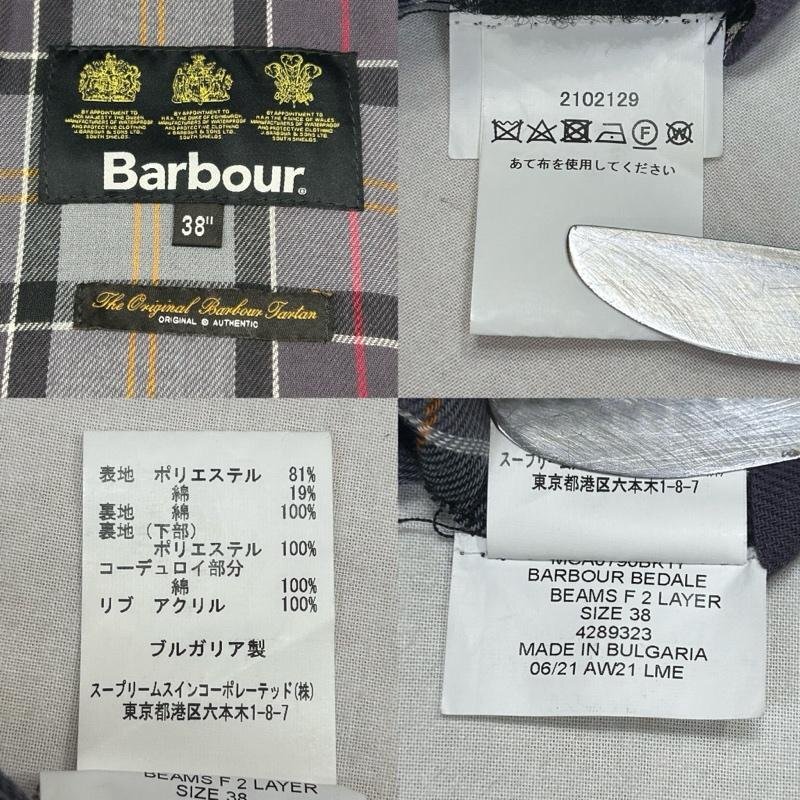 BY APPOINTMENT TO
HER MAJESTY THE QUEEN
MANUFACTURERS OF WATERPROOF
AND PROTECTIVE CLOTHING
J.BARBOUR & SONS LTD
SOUTH SHIELDS.
BY APPOINTMENT TO
H.R.H. THE DUKE OF EDINBURGH
MANUFACTURERS OF WATERPROOF
AND PROTECTIVE CLOTHING
J.BARBOUR & SONS LTD
SOUTH SHIELDS.
BY APPOINTMENT TO
H.R.H. THE PRINCE OF WALES
MANUFACTURERS OF WATERPROOF
AND PROTECTIVE CLOTHING
J.BARBOUR & SONS LTD
SOUTH SHIELDS.
Barbour®
38"
The Original Barbour Tartan
ORIGINAL & AUTHENTIC
2102129
F W
あて布を使用してください
表地 ポリエステル 81%
綿 19%
裏地 綿 100%
裏地(下部)
ポリエステル 100%
コーデュロイ部分
綿 100%
リブ アクリル 100%
ブルガリア製
スープリームスインコーポレーテッド(株)
東京都港区六本木1-8-7
BEAMS F 2 LAYER
SIZE 38
スープリーム
東京都港区六本木1-8-7
BARBOUR BEDALE
BEAMS F 2 LAYER
SIZE 38
4289323
MADE IN BULGARIA
06/21 AW21 LME